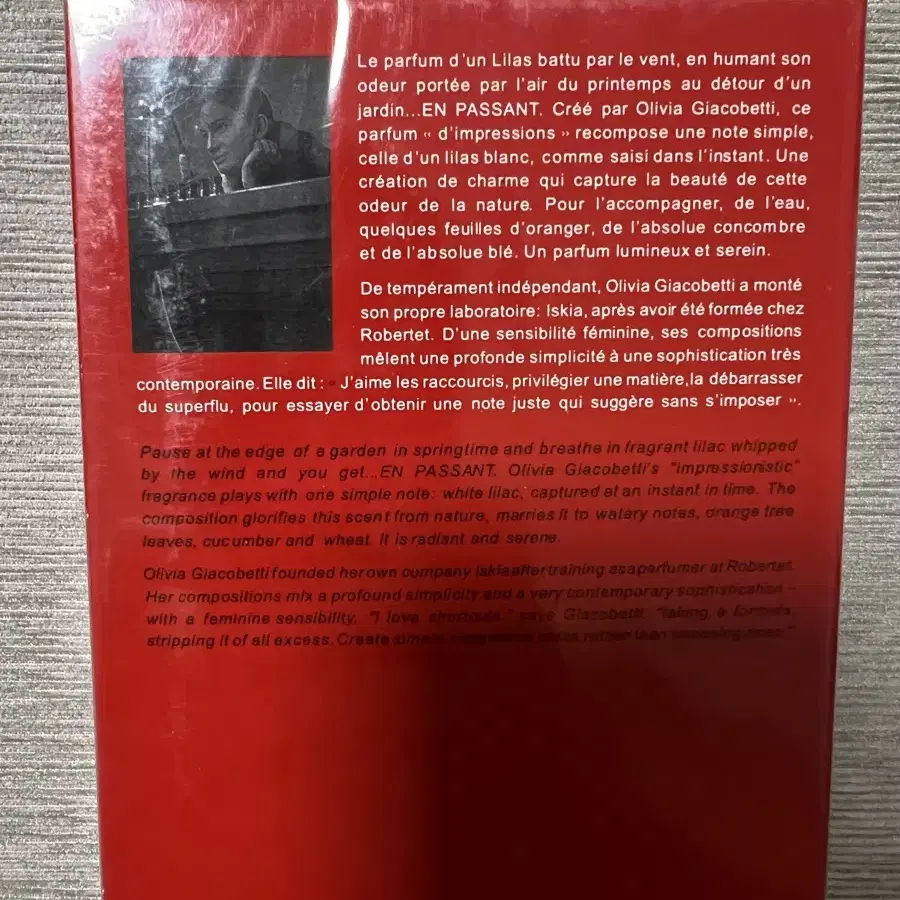 Le parfum d'un Lilas battu par le vent, en humant son
odeur portée par l'air du printemps au détour d'un
jardin...EN PASSANT. Créé par Olivia Giacobetti, ce
parfum « d'impressions » recompose une note simple,
celle d'un lilas blanc, comme saisi dans l'instant. Une
création de charme qui capture la beauté de cette
odeur de la nature. Pour l'accompagner, de l'eau,
quelques feuilles d'oranger, de l'absolue concombre
et de l'absolue blé. Un parfum lumineux et serein.
De tempérament indépendant, Olivia Giacobetti a monté
son propre laboratoire: Iskia, après avoir été formée chez
Robertet. D'une sensibilité féminine, ses compositions
mêlent une profonde simplicité à une sophistication très
contemporaine. Elle dit : « J'aime les raccourcis, privilégier une matière,la débarrasser
du superflu, pour essayer d'obtenir une note juste qui suggère sans s'imposer ».
Pause at the edge of a garden in springtime and breathe in fragrant lilac whipped
by the wind and you get...EN PASSANT. Olivia Giacobetti's "impressionistic"
fragrance plays with one simple note: white lilac, captured at an instant in time. The
composition glorifies this scent from nature, marries it to watery notes, orange tree
leaves, cucumber and wheat. It is radiant and serene.
Olivia Giacobetti founded her own company Iskia after training as a perfumer at Robertet.
Her compositions mix a profound simplicity and a very contemporary sophistication -
with a feminine sensibility. "I love shortcuts," says Giacobetti "taking a formula,
stripping it of all excess. Create simple